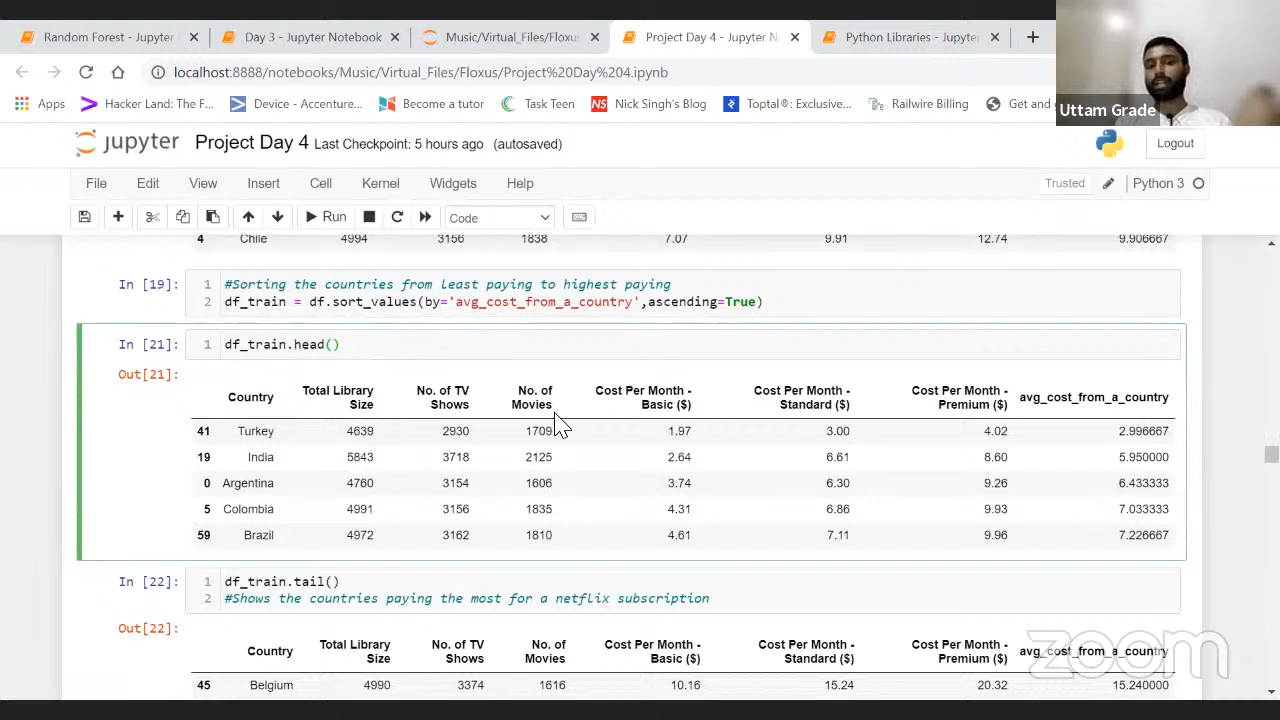 Random Forest - Jupyter
Day 3 - Jupyter Notebook
Music/Virtual_Files/Floxus
Project Day 4 - Jupyter N
Python Libraries - Jupyte
localhost:8888/notebooks/Music/Virtual_Files/Floxus/Project%20Day%204.ipynb
Uttam Grade
Apps
Hacker Land: The F...
Device - Accenture...
Become a tutor
Task Teen
NS Nick Singh's Blog
Toptal®: Exclusive...
Railwire Billing
Get and
jupyter Project Day 4 Last Checkpoint: 5 hours ago (autosaved)
Logout
File Edit View Insert Cell Kernel Widgets Help
Trusted Python 3
Run Code
4 Chile 4994 3156 1838 7.07 9.91 12.74 9.906667
In [19]: 1 #Sorting the countries from least paying to highest paying
2 df_train = df.sort_values(by='avg_cost_from_a_country',ascending=True)
In [21]: 1 df_train.head()
Out[21]:
Country Total Library Size No. of TV Shows No. of Movies Cost Per Month - Basic ($) Cost Per Month - Standard ($) Cost Per Month - Premium ($) avg_cost_from_a_country
41 Turkey 4639 2930 1709 1.97 3.00 4.02 2.996667
19 India 5843 3718 2125 2.64 6.61 8.60 5.950000
0 Argentina 4760 3154 1606 3.74 6.30 9.26 6.433333
5 Colombia 4991 3156 1835 4.31 6.86 9.93 7.033333
59 Brazil 4972 3162 1810 4.61 7.11 9.96 7.226667
In [22]: 1 df_train.tail()
2 #Shows the countries paying the most for a netflix subscription
Out[22]:
Country Total Library Size No. of TV Shows No. of Movies Cost Per Month - Basic ($) Cost Per Month - Standard ($) Cost Per Month - Premium ($) avg_cost_from_a_country
45 Belgium 4990 3374 1616 10.16 15.24 20.32 15.240000
zoom